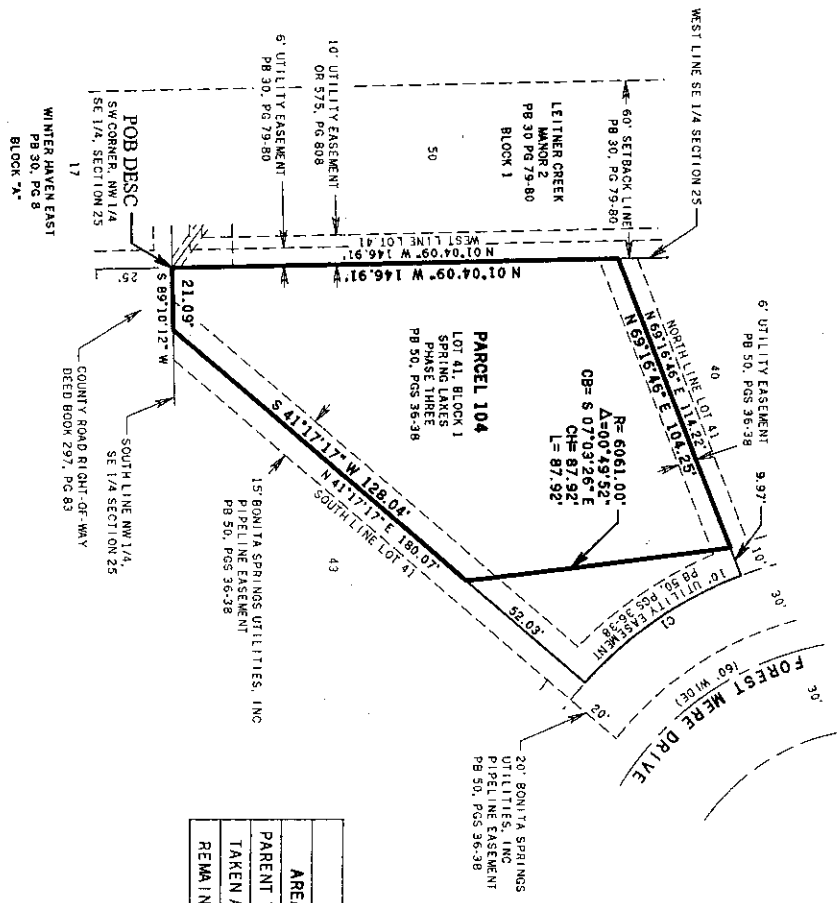 WEST LINE SE 1/4 SECTION 25
60' SETBACK LINE
PB 30, PG 79-80
LEITNER CREEK
MANOR 2
PB 30 PG 79-80
BLOCK 1
50
10' UTILITY EASEMENT
OR 575, PG 808
6' UTILITY EASEMENT
PB 30, PG 79-80
POB DESC
SW CORNER, NW 1/4
SE 1/4, SECTION 25
17
WINTER HAVEN EAST
PB 30, PG 8
BLOCK "A"
WEST LINE LOT 41
N 01°04'09" W 146.91'
N 01°04'09" W 146.91'
25'
21.09'
S 89°10'12" W
COUNTY ROAD RIGHT-OF-WAY
DEED BOOK 297, PG 83
SOUTH LINE NW 1/4,
SE 1/4 SECTION 25
PARCEL 104
LOT 41, BLOCK 1
SPRING LAKES
PHASE THREE
PB 50, PGS 36-38
40
NORTH LINE LOT 41
N 69°16'46" E 114.22'
N 69°16'46" E 104.25'
6' UTILITY EASEMENT
PB 50, PGS 36-38
9.97'
R= 6061.00'
Δ=00°49'52"
CB= S 07°03'26" E
CH= 87.92'
L= 87.92'
S 41°17'17" W 128.04'
N 41°17'17" E 180.07'
SOUTH LINE LOT 41
43
15' BONITA SPRINGS UTILITIES, INC
PIPELINE EASEMENT
PB 50, PGS 36-38
52.03'
10' UTILITY EASEMENT
PB 50, PGS 36-38
C1
10'
30'
30'
FOREST MERE DRIVE
(60' WIDE)
20'
20' BONITA SPRINGS
UTILITIES, INC
PIPELINE EASEMENT
PB 50, PGS 36-38
PARENT
TAKEN
REMAIN